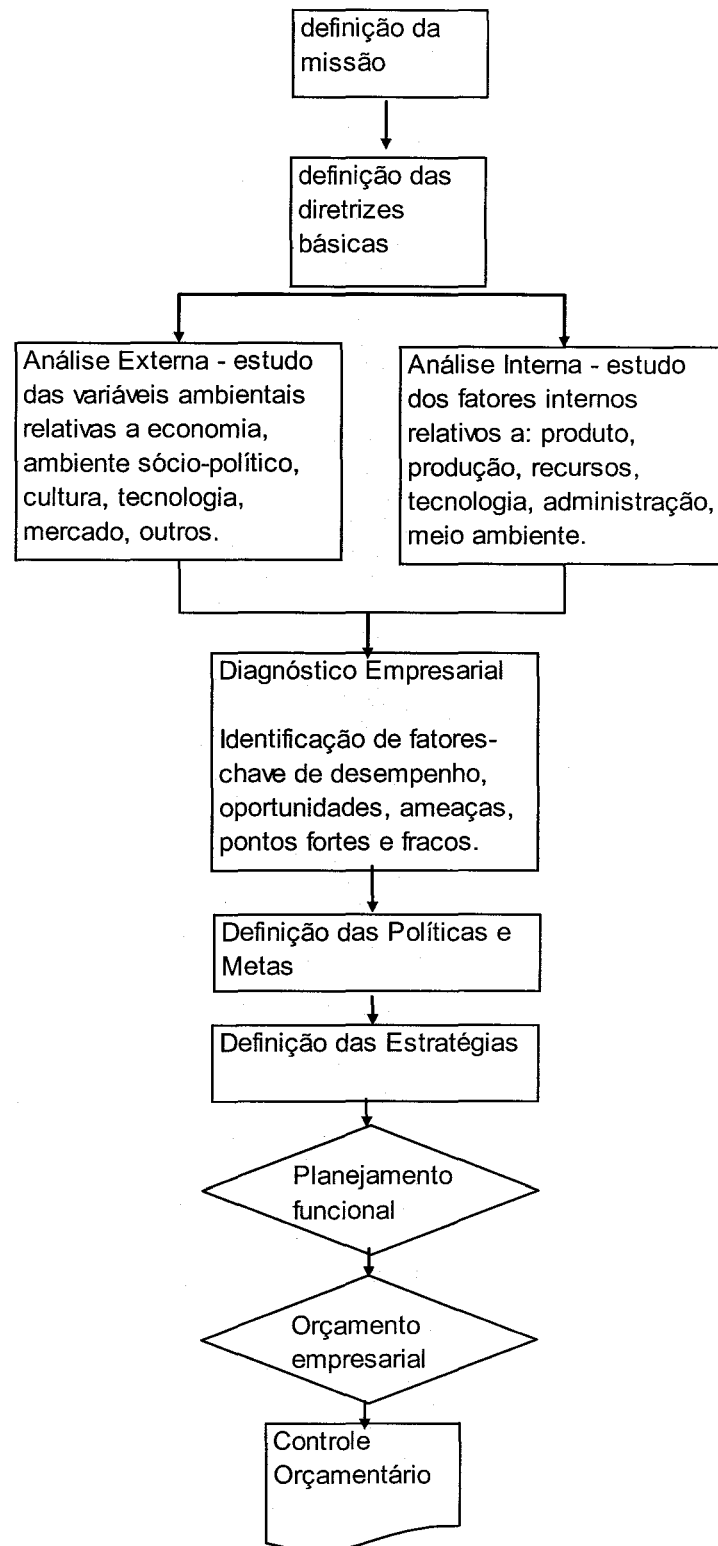 definição da
missão
definição das
diretrizes
básicas
Análise Externa - estudo
das variáveis ambientais
relativas a economia,
ambiente sócio-político,
cultura, tecnologia,
mercado, outros.
Análise Interna - estudo
dos fatores internos
relativos a: produto,
produção, recursos,
tecnologia, administração,
meio ambiente.
Diagnóstico Empresarial
Identificação de fatores-
chave de desempenho,
oportunidades, ameaças,
pontos fortes e fracos.
Definição das Políticas e
Metas
Definição das Estratégias
Planejamento
funcional
Orçamento
empresarial
Controle
Orçamentário